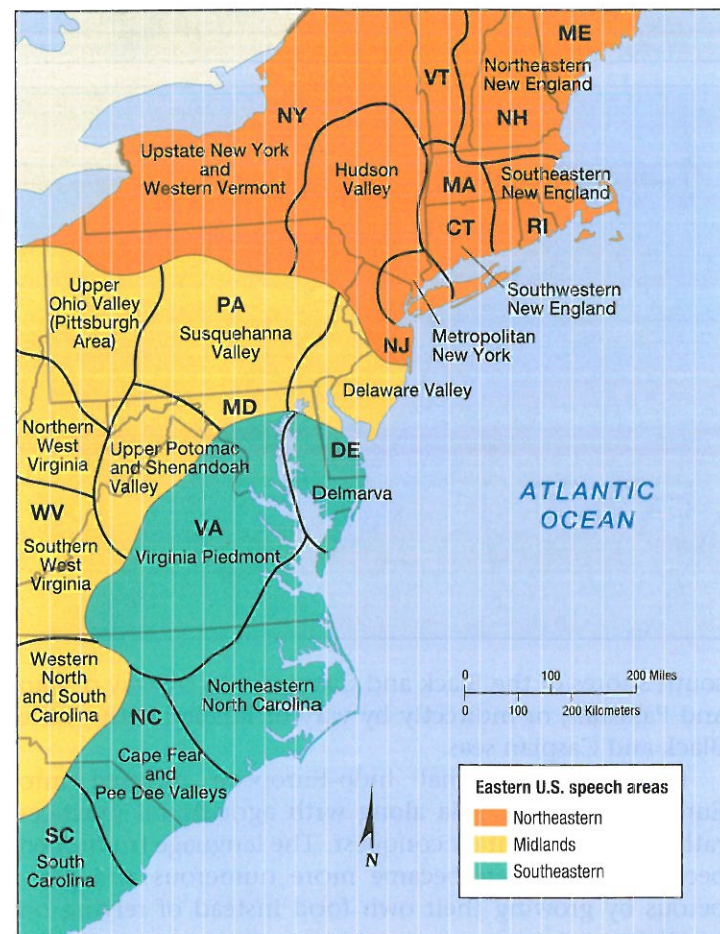 ME
VT
Northeastern
New England
NY
NH
Upstate New York
and
Western Vermont
Hudson
Valley
MA
Southeastern
New England
CT
RI
Upper
Ohio Valley
(Pittsburgh
Area)
PA
Susquehanna
Valley
Southwestern
New England
NJ
Metropolitan
New York
Delaware Valley
MD
Northern
West
Virginia
Upper Potomac
and Shenandoah
Valley
DE
Delmarva
ATLANTIC
OCEAN
WV
VA
Virginia Piedmont
Southern
West
Virginia
Western
North
and South
Carolina
Northeastern
North Carolina
0 100 200 Miles
0 100 200 Kilometers
NC
Cape Fear
and
Pee Dee Valleys
N
SC
South
Carolina
Eastern U.S. speech areas
Northeastern
Midlands
Southeastern